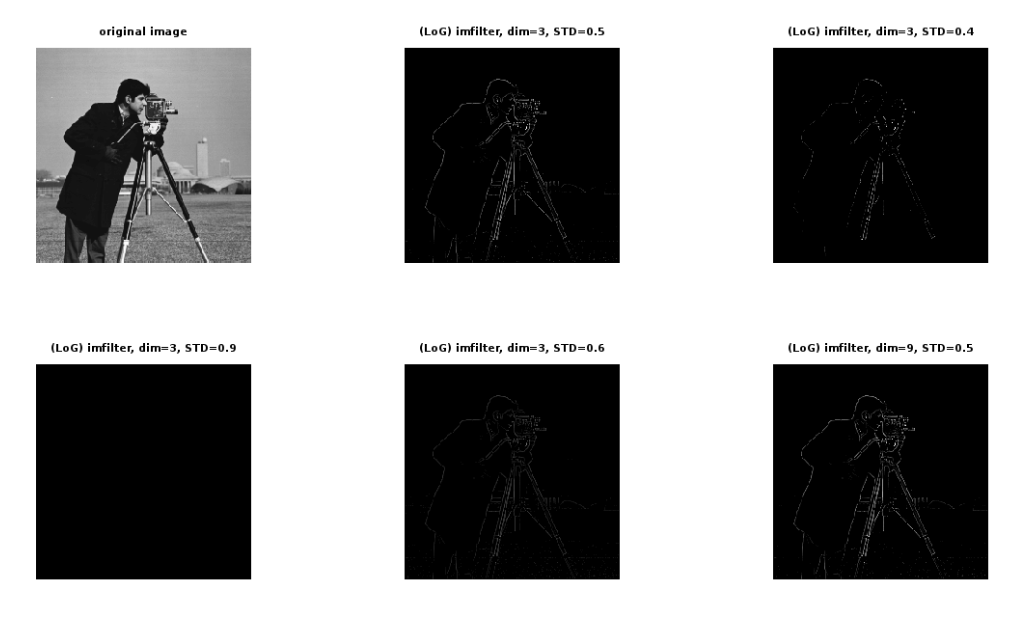 original image
(LoG) imfilter, dim=3, STD=0.5
(LoG) imfilter, dim=3, STD=0.4
(LoG) imfilter, dim=3, STD=0.9
(LoG) imfilter, dim=3, STD=0.6
(LoG) imfilter, dim=9, STD=0.5